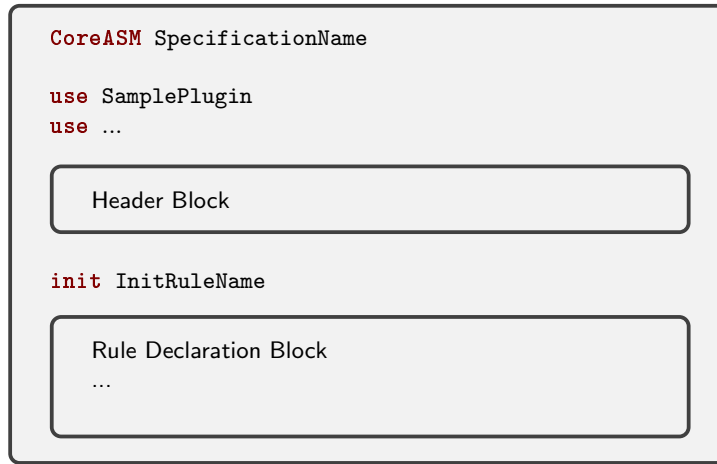 CoreASM SpecificationName
use SamplePlugin
use ...
Header Block
init InitRuleName
Rule Declaration Block
...